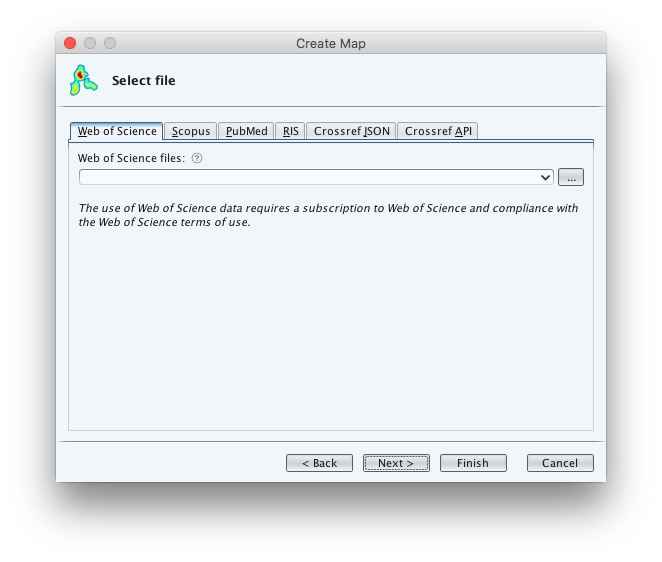 Create Map
Select file
Web of Science Scopus PubMed RIS Crossref JSON Crossref API
Web of Science files: ?
...
The use of Web of Science data requires a subscription to Web of Science and compliance with
the Web of Science terms of use.
< Back Next > Finish Cancel